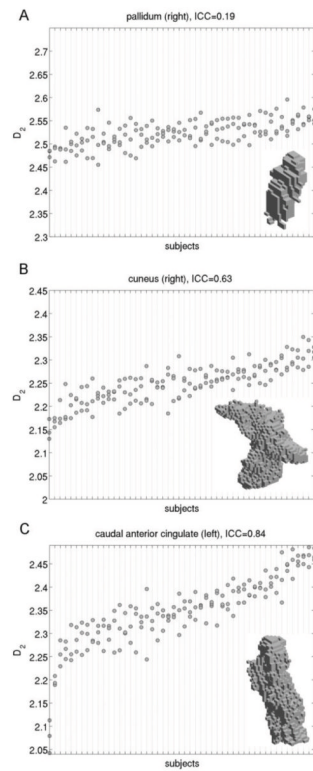 A
pallidum (right), ICC=0.19
2.7
2.65
2.6
2.55
D2
2.5
2.45
2.4
2.35
2.3
subjects
B
cuneus (right), ICC=0.63
2.45
2.4
2.35
2.3
2.25
D2
2.2
2.15
2.1
2.05
2
subjects
C
caudal anterior cingulate (left), ICC=0.84
2.45
2.4
2.35
2.3
D2
2.25
2.2
2.15
2.1
2.05
subjects